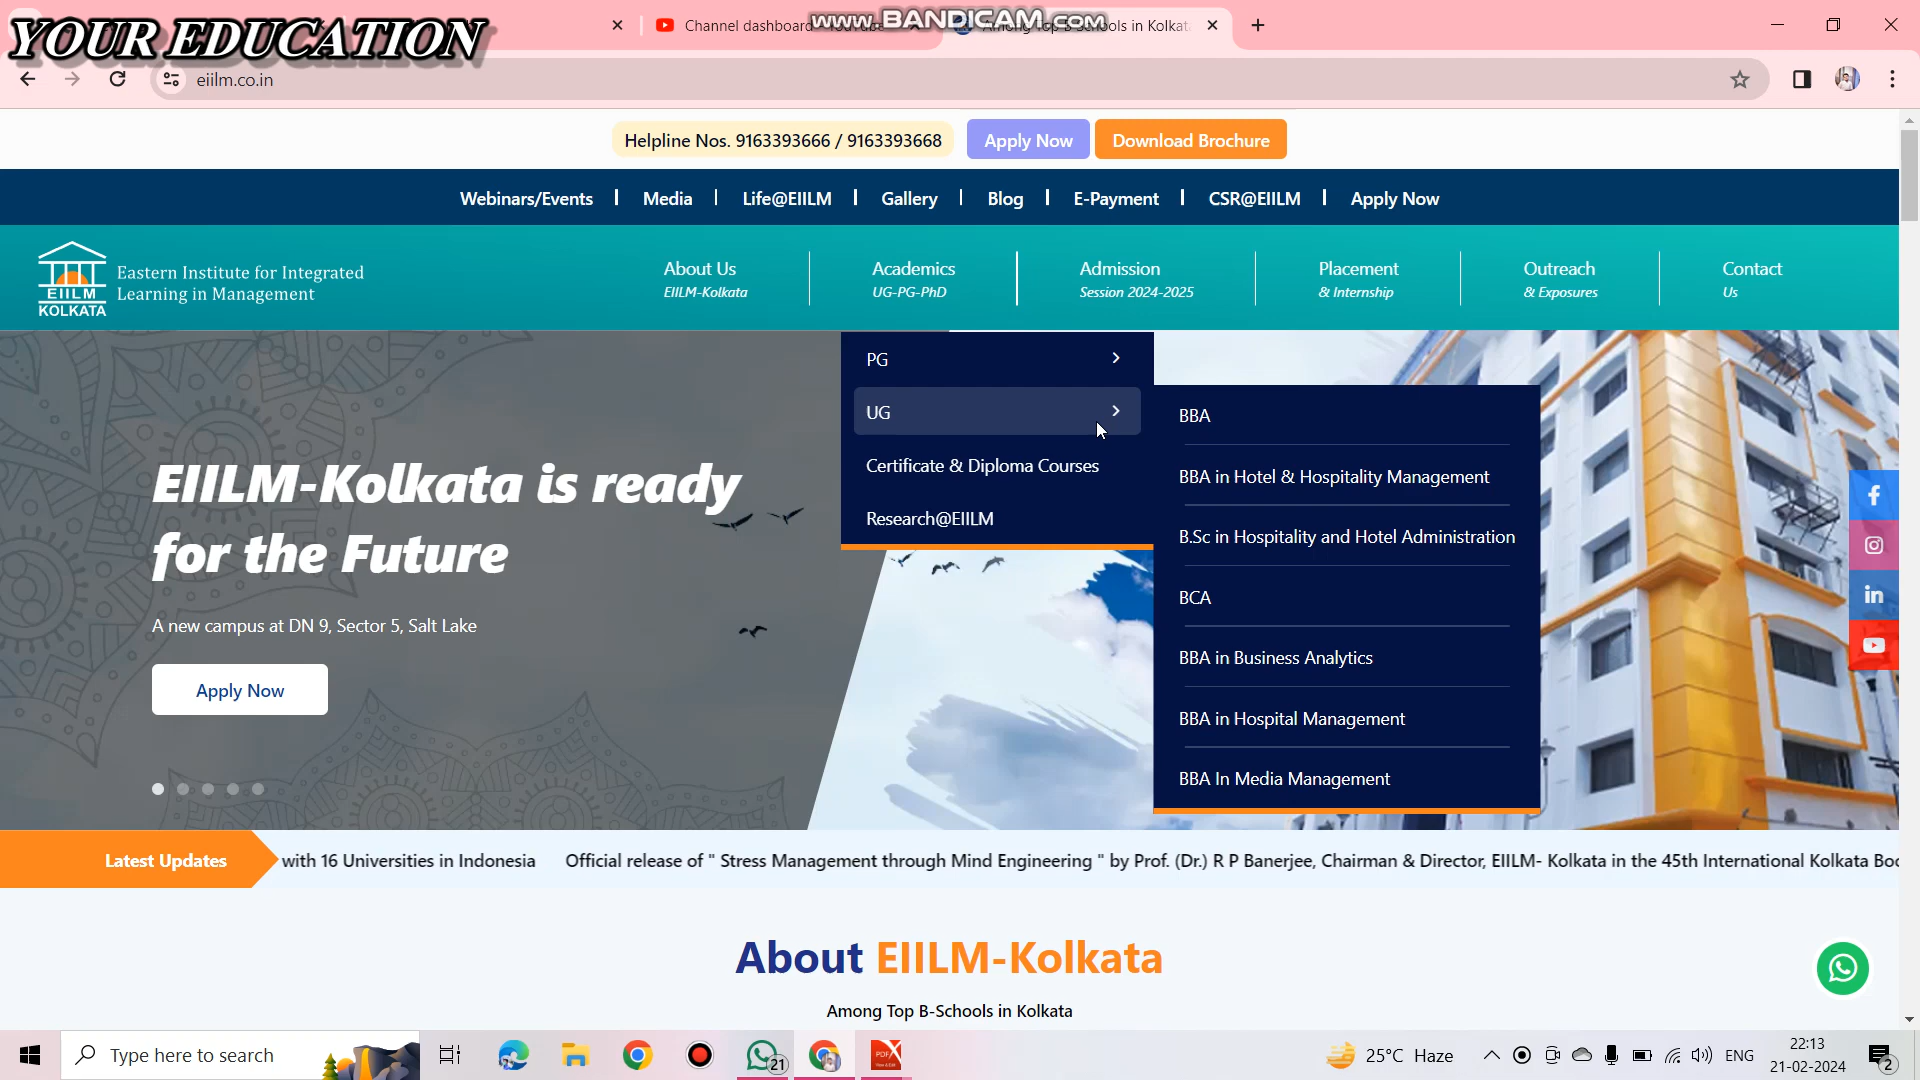 YOUR EDUCATION
www.BANDICAM.com
Channel dashboard
Among Top B-Schools in Kolkat
eiilm.co.in
Helpline Nos. 9163393666 / 9163393668
Apply Now
Download Brochure
Webinars/Events
Media
Life@EIILM
Gallery
Blog
E-Payment
CSR@EIILM
Apply Now
EIILM
KOLKATA
Eastern Institute for Integrated
Learning in Management
About Us
EIILM-Kolkata
Academics
UG-PG-PhD
Admission
Session 2024-2025
Placement
& Internship
Outreach
& Exposures
Contact
Us
PG
UG
Certificate & Diploma Courses
Research@EIILM
BBA
BBA in Hotel & Hospitality Management
B.Sc in Hospitality and Hotel Administration
BCA
BBA in Business Analytics
BBA in Hospital Management
BBA In Media Management
EIILM-Kolkata is ready
for the Future
A new campus at DN 9, Sector 5, Salt Lake
Apply Now
Latest Updates
with 16 Universities in Indonesia
Official release of " Stress Management through Mind Engineering " by Prof. (Dr.) R P Banerjee, Chairman & Director, EIILM- Kolkata in the 45th International Kolkata Boo
About EIILM-Kolkata
Among Top B-Schools in Kolkata
Type here to search
21
PDF
25°C Haze
ENG
22:13
21-02-2024
2